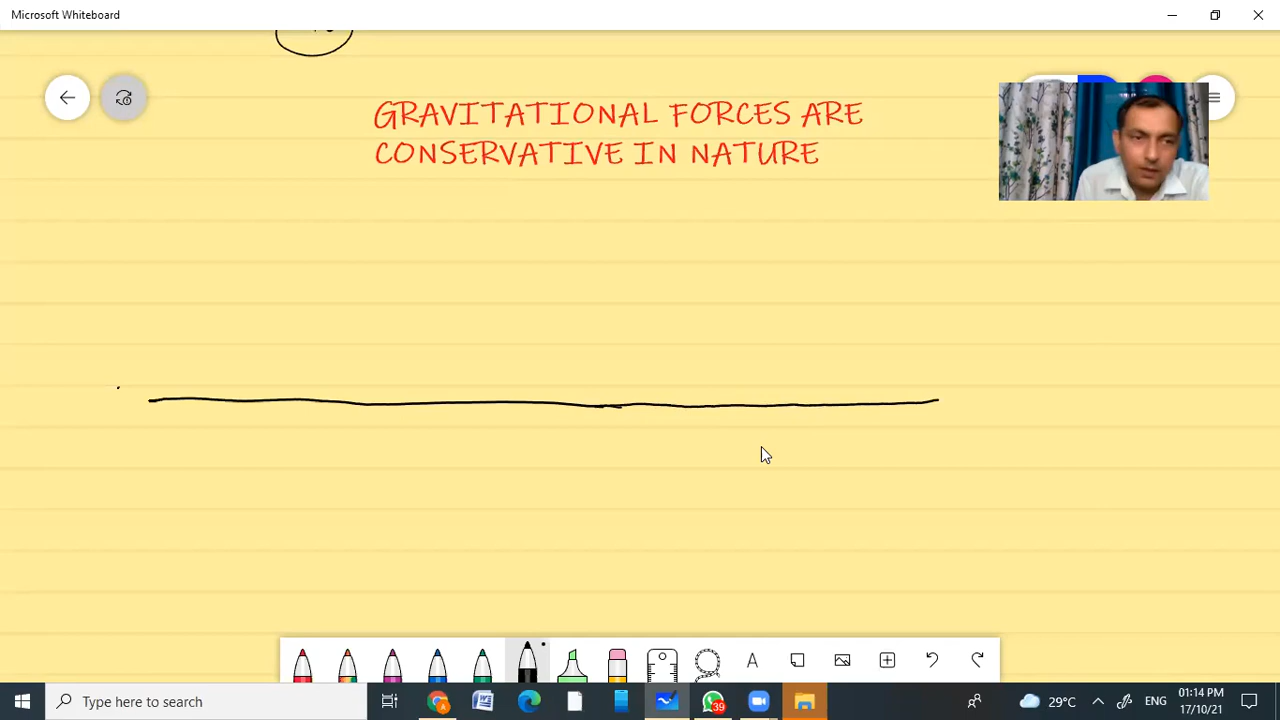 Microsoft Whiteboard
GRAVITATIONAL FORCES ARE
CONSERVATIVE IN NATURE
A
Type here to search
39
29°C
ENG
01:14 PM
17/10/21